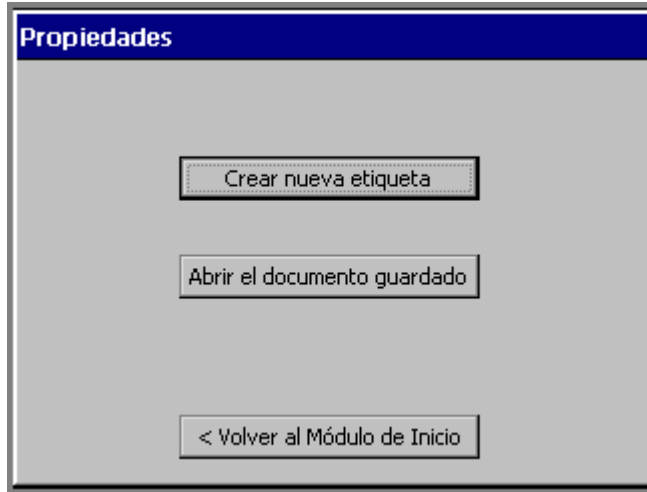 Propiedades
Crear nueva etiqueta
Abrir el documento guardado
< Volver al Módulo de Inicio